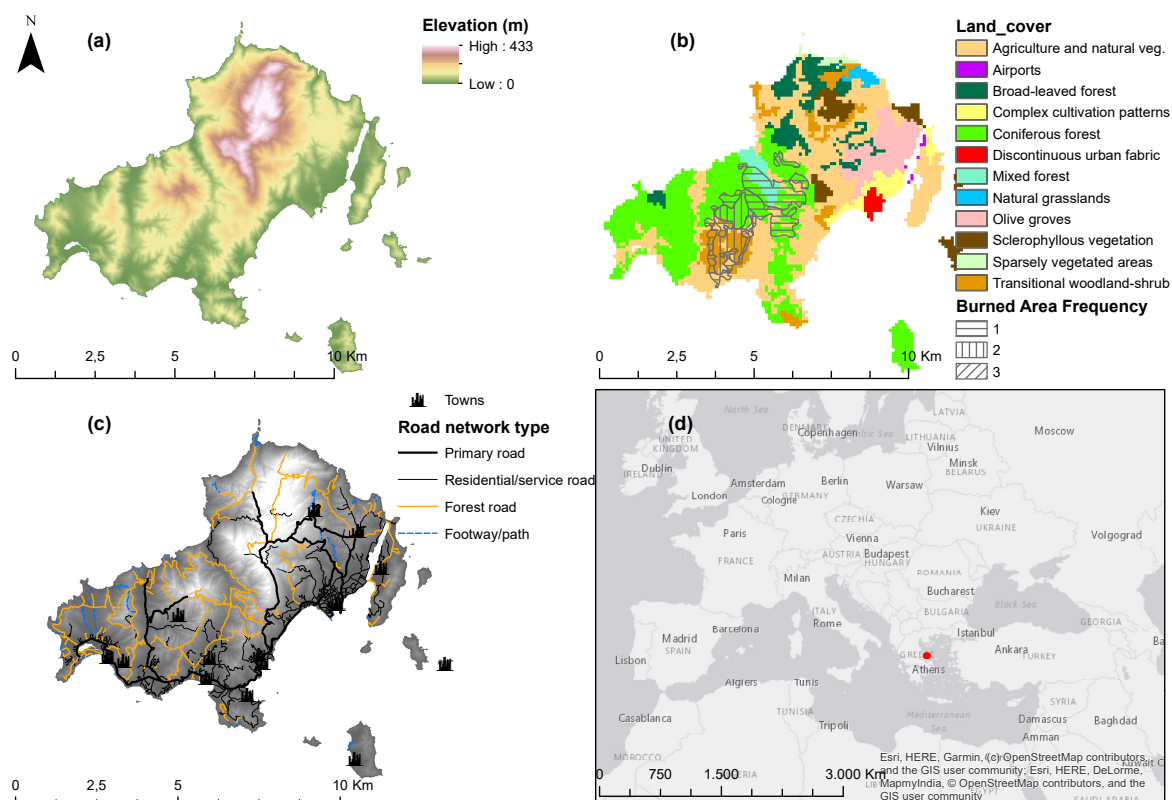 N
(a)
Elevation (m)
High : 433
Low : 0
0 2,5 5 10 Km
(b)
Land_cover
Agriculture and natural veg.
Airports
Broad-leaved forest
Complex cultivation patterns
Coniferous forest
Discontinuous urban fabric
Mixed forest
Natural grasslands
Olive groves
Sclerophyllous vegetation
Sparsely vegetated areas
Transitional woodland-shrub
Burned Area Frequency
1
2
3
0 2,5 5 10 Km
(c)
Towns
Road network type
Primary road
Residential/service road
Forest road
Footway/path
0 2,5 5 10 Km
(d)
North Sea
LATVIA
DENMARK
Copenhagen
Baltic Sea
Moscow
UNITED
KINGDOM
LITHUANIA
Vilnius
Dublin
IRELAND
Minsk
BELARUS
Amsterdam
Berlin
Warsaw
London
Cologne
GERMANY
Kiev
UKRAINE
Paris
CZECHIA
Volgograd
Vienna
FRANCE
AUSTRIA
Budapest
HUNGARY
Milan
ROMANIA
Bucharest
Black Sea
ITALY
Rome
BULGARIA
GEORGIA
Barcelona
Istanbul
Madrid
SPAIN
Ankara
TURKEY
Lisbon
GREE
Athens
Algiers
Tunis
SYRIA
Casablanca
TUNISIA
Tripoli
Mediterranean
Sea
Damascus
Baghdad
Amman
MOROCCO
Kuwait C
Esri, HERE, Garmin, (c) OpenStreetMap contributors,
and the GIS user community; Esri, HERE, DeLorme,
MapmyIndia, © OpenStreetMap contributors, and the
GIS user community
0 750 1.500 3.000 Km